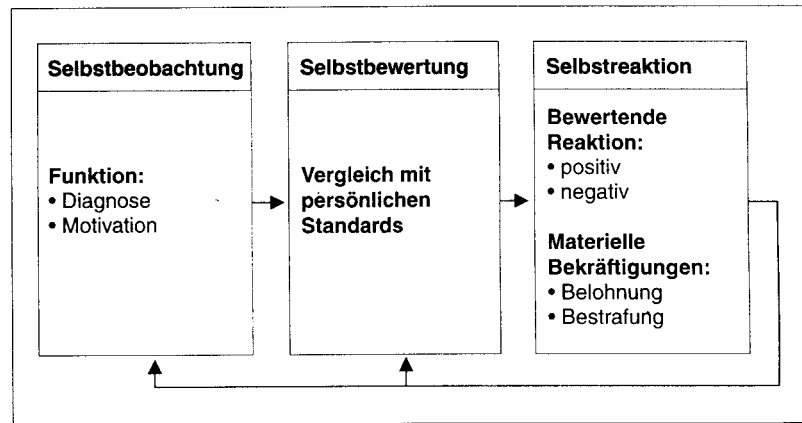 Selbstbeobachtung
Funktion:
• Diagnose
• Motivation
Selbstbewertung
Vergleich mit
persönlichen
Standards
Selbstreaktion
Bewertende
Reaktion:
• positiv
• negativ
Materielle
Bekräftigungen:
• Belohnung
• Bestrafung